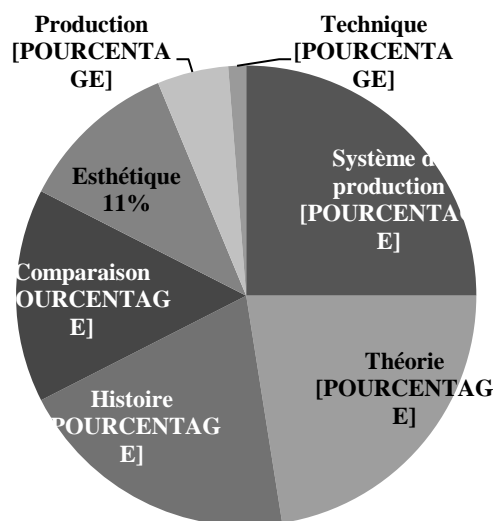 Production
[POURCENTA
GE]
Technique
[POURCENTA
GE]
Système d
production
[POURCENTAG
E]
Esthétique
11%
Comparaison
OURCENTAG
E]
Théorie
[POURCENTAG
E]
Histoire
[POURCENTAG
E]